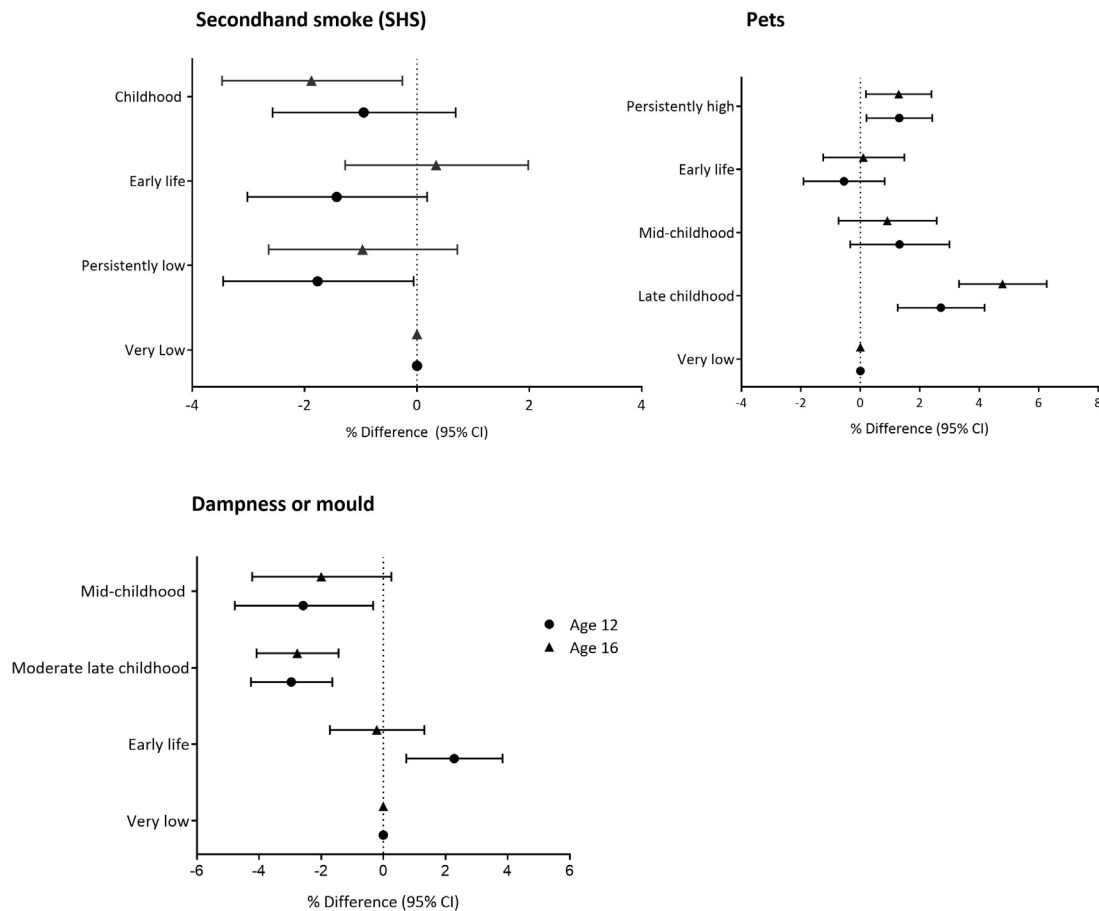 Secondhand smoke (SHS)
Childhood
Early life
Persistently low
Very Low
-4 -2 0 2 4
% Difference (95% CI)
Pets
Persistently high
Early life
Mid-childhood
Late childhood
Very low
-4 -2 0 2 4 6 8
% Difference (95% CI)
Dampness or mould
Mid-childhood
Moderate late childhood
Early life
Very low
-6 -4 -2 0 2 4 6
% Difference (95% CI)
Age 12
Age 16